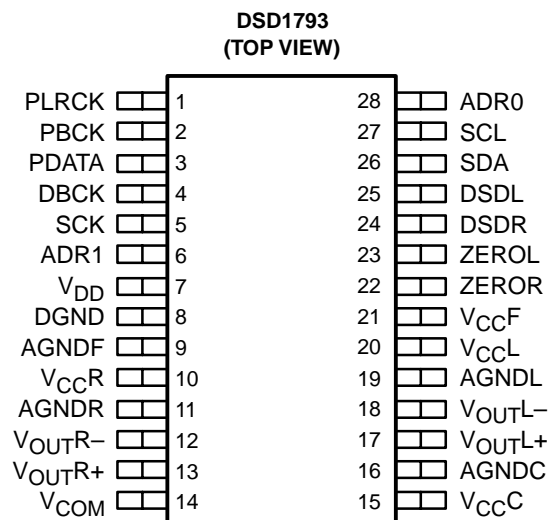 DSD1793
(TOP VIEW)
PLRCK 1 28 ADR0
PBCK 2 27 SCL
PDATA 3 26 SDA
DBCK 4 25 DSDL
SCK 5 24 DSDR
ADR1 6 23 ZEROL
VDD 7 22 ZEROR
DGND 8 21 VCCF
AGNDF 9 20 VCCL
VCCR 10 19 AGNDL
AGNDR 11 18 VOUTL–
VOUTR– 12 17 VOUTL+
VOUTR+ 13 16 AGNDC
VCOM 14 15 VCCC